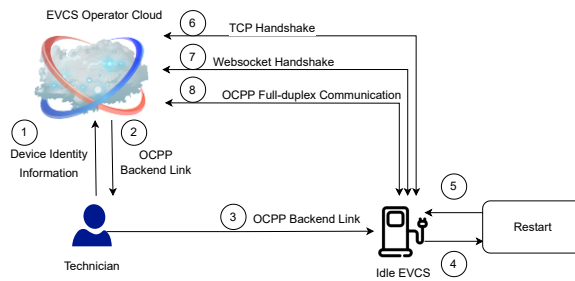 EVCS Operator Cloud
6
TCP Handshake
7
Websocket Handshake
8
OCPP Full-duplex Communication
1
2
Device Identity
Information
OCPP
Backend Link
3
OCPP Backend Link
5
Restart
4
Technician
Idle EVCS